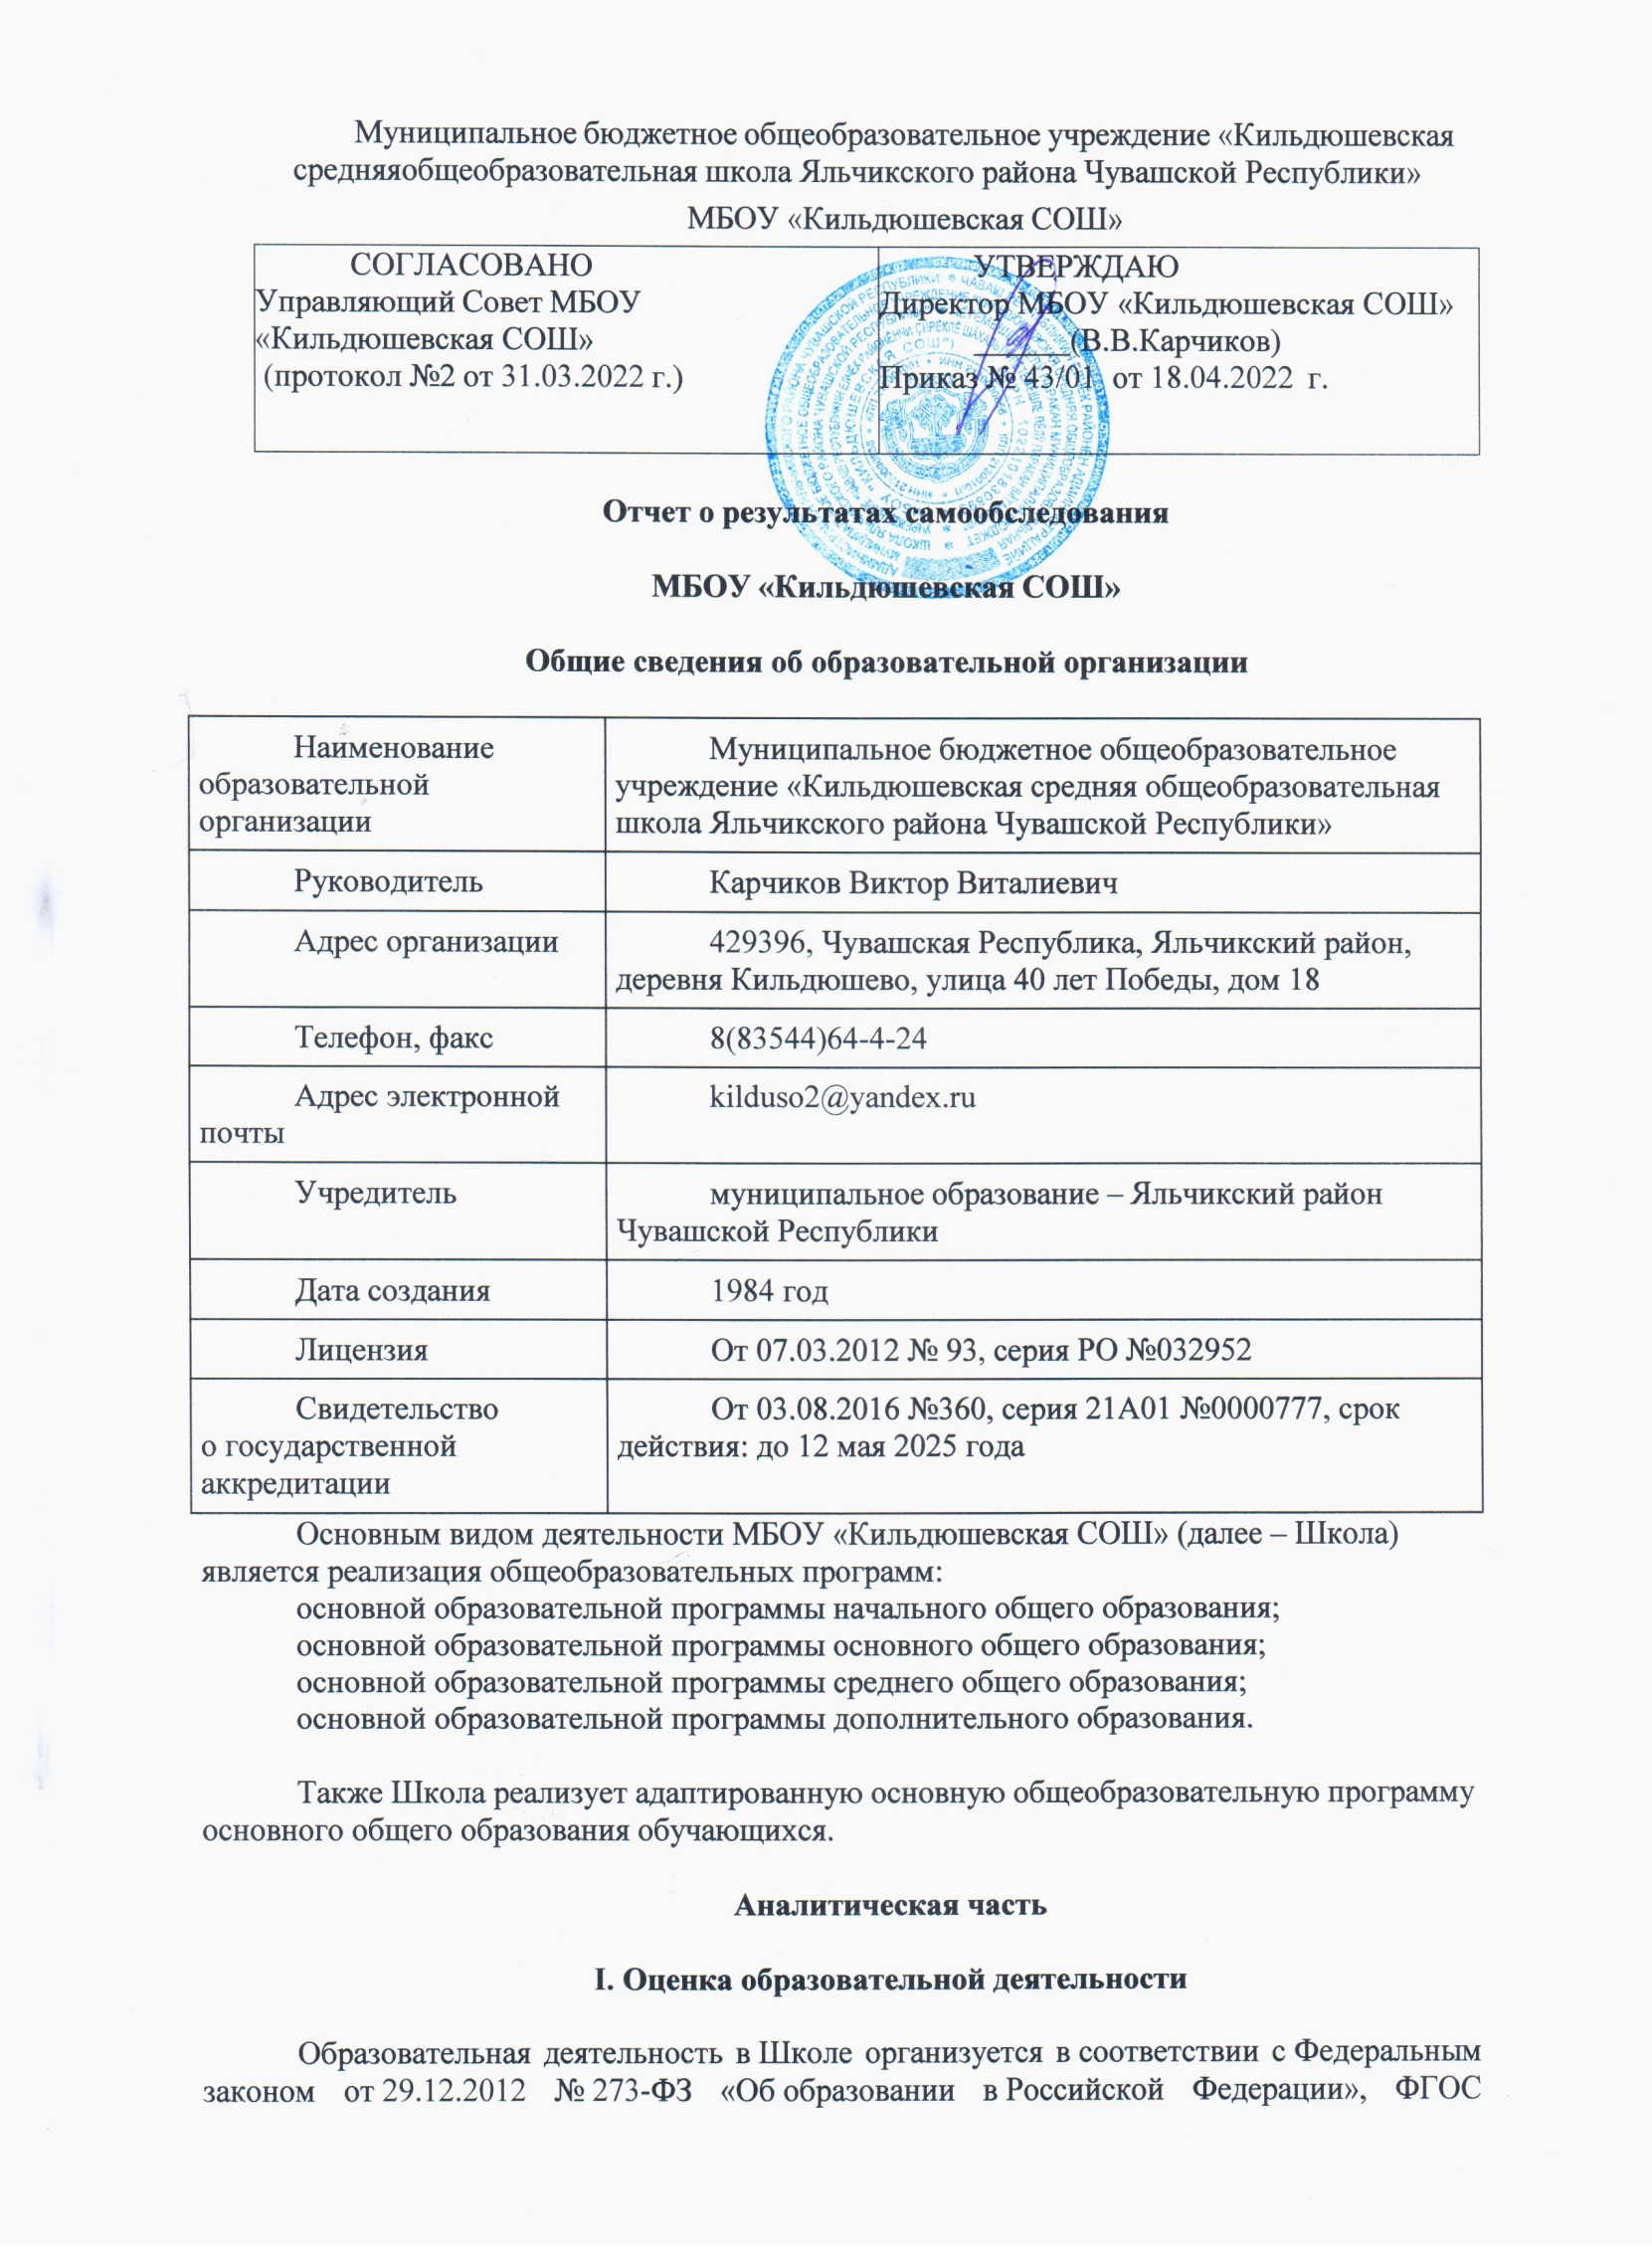 Муниципальное бюджетное общеобразовательное учреждение «Кильдюшевская
средняяобщеобразовательная школа Яльчикского района Чувашской Республики»
МБОУ «Кильдюшевская СОШ»
СОГЛАСОВАНО
Управляющий Совет МБОУ
«Кильдюшевская СОШ»
(протокол №2 от 31.03.2022 г.)
УТВЕРЖДАЮ
Директор МБОУ «Кильдюшевская СОШ»
______(В.В.Карчиков)
Приказ № 43/01 от 18.04.2022 г.
Отчет о результатах самообследования
МБОУ «Кильдюшевская СОШ»
Общие сведения об образовательной организации
Наименование
образовательной
организации
Муниципальное бюджетное общеобразовательное
учреждение «Кильдюшевская средняя общеобразовательная
школа Яльчикского района Чувашской Республики»
Руководитель
Карчиков Виктор Виталиевич
Адрес организации
429396, Чувашская Республика, Яльчикский район,
деревня Кильдюшево, улица 40 лет Победы, дом 18
Телефон, факс
8(83544)64-4-24
Адрес электронной
почты
kilduso2@yandex.ru
Учредитель
муниципальное образование – Яльчикский район
Чувашской Республики
Дата создания
1984 год
Лицензия
От 07.03.2012 № 93, серия РО №032952
Свидетельство
о государственной
аккредитации
От 03.08.2016 №360, серия 21А01 №0000777, срок
действия: до 12 мая 2025 года
Основным видом деятельности МБОУ «Кильдюшевская СОШ» (далее – Школа)
является реализация общеобразовательных программ:
основной образовательной программы начального общего образования;
основной образовательной программы основного общего образования;
основной образовательной программы среднего общего образования;
основной образовательной программы дополнительного образования.
Также Школа реализует адаптированную основную общеобразовательную программу
основного общего образования обучающихся.
Аналитическая часть
I. Оценка образовательной деятельности
Образовательная деятельность в Школе организуется в соответствии с Федеральным
законом от 29.12.2012 № 273-ФЗ «Об образовании в Российской Федерации», ФГОС